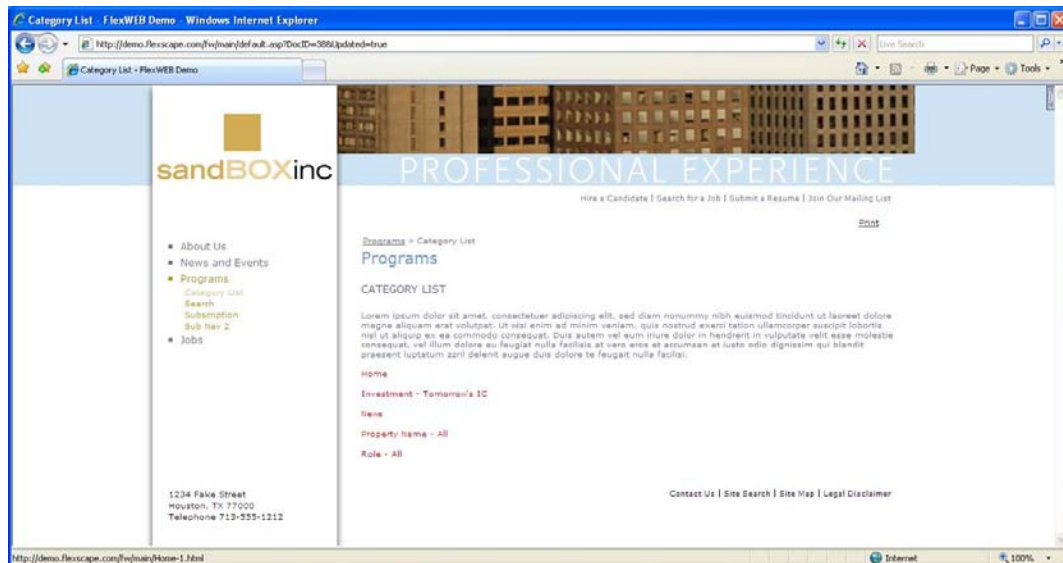 Category List - FlexWEB Demo - Windows Internet Explorer
http://demo.flexscape.com/fw/main/default.asp?DocID=38&Updated=true
Live Search
Category List - FlexWEB Demo
Page
Tools
sandBOXinc
PROFESSIONAL EXPERIENCE
Hire a Candidate | Search for a Job | Submit a Resume | Join Our Mailing List
Print
About Us
News and Events
Programs
Category List
Search
Subscription
Sub Nav 2
Jobs
Programs > Category List
Programs
CATEGORY LIST
Lorem ipsum dolor sit amet, consectetuer adipiscing elit, sed diam nonummy nibh euismod tincidunt ut laoreet dolore
magna aliquam erat volutpat. Ut wisi enim ad minim veniam, quis nostrud exerci tation ullamcorper suscipit lobortis
nisl ut aliquip ex ea commodo consequat. Duis autem vel eum iriure dolor in hendrerit in vulputate velit esse molestie
consequat, vel illum dolore eu feugiat nulla facilisis at vero eros et accumsan et iusto odio dignissim qui blandit
praesent luptatum zzril delenit augue duis dolore te feugait nulla facilisi.
Home
Investment - Tomorrow's IC
News
Property Name - All
Role - All
1234 Fake Street
Houston, TX 77000
Telephone 713-555-1212
Contact Us | Site Search | Site Map | Legal Disclaimer
http://demo.flexscape.com/fw/main/Home-1.html
Internet
100%